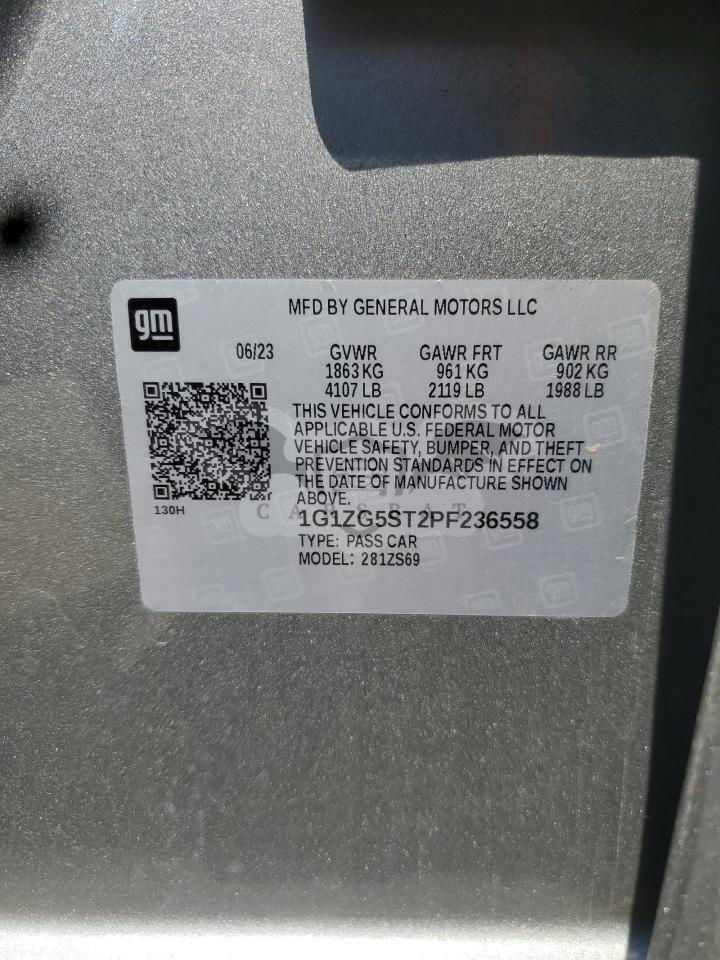 gm
MFD BY GENERAL MOTORS LLC
06/23 GVWR GAWR FRT GAWR RR
1863 KG 961 KG 902 KG
4107 LB 2119 LB 1988 LB
THIS VEHICLE CONFORMS TO ALL
APPLICABLE U.S. FEDERAL MOTOR
VEHICLE SAFETY, BUMPER, AND THEFT
PREVENTION STANDARDS IN EFFECT ON
THE DATE OF MANUFACTURE SHOWN
ABOVE.
130H
1G1ZG5ST2PF236558
TYPE: PASS CAR
MODEL: 281ZS69